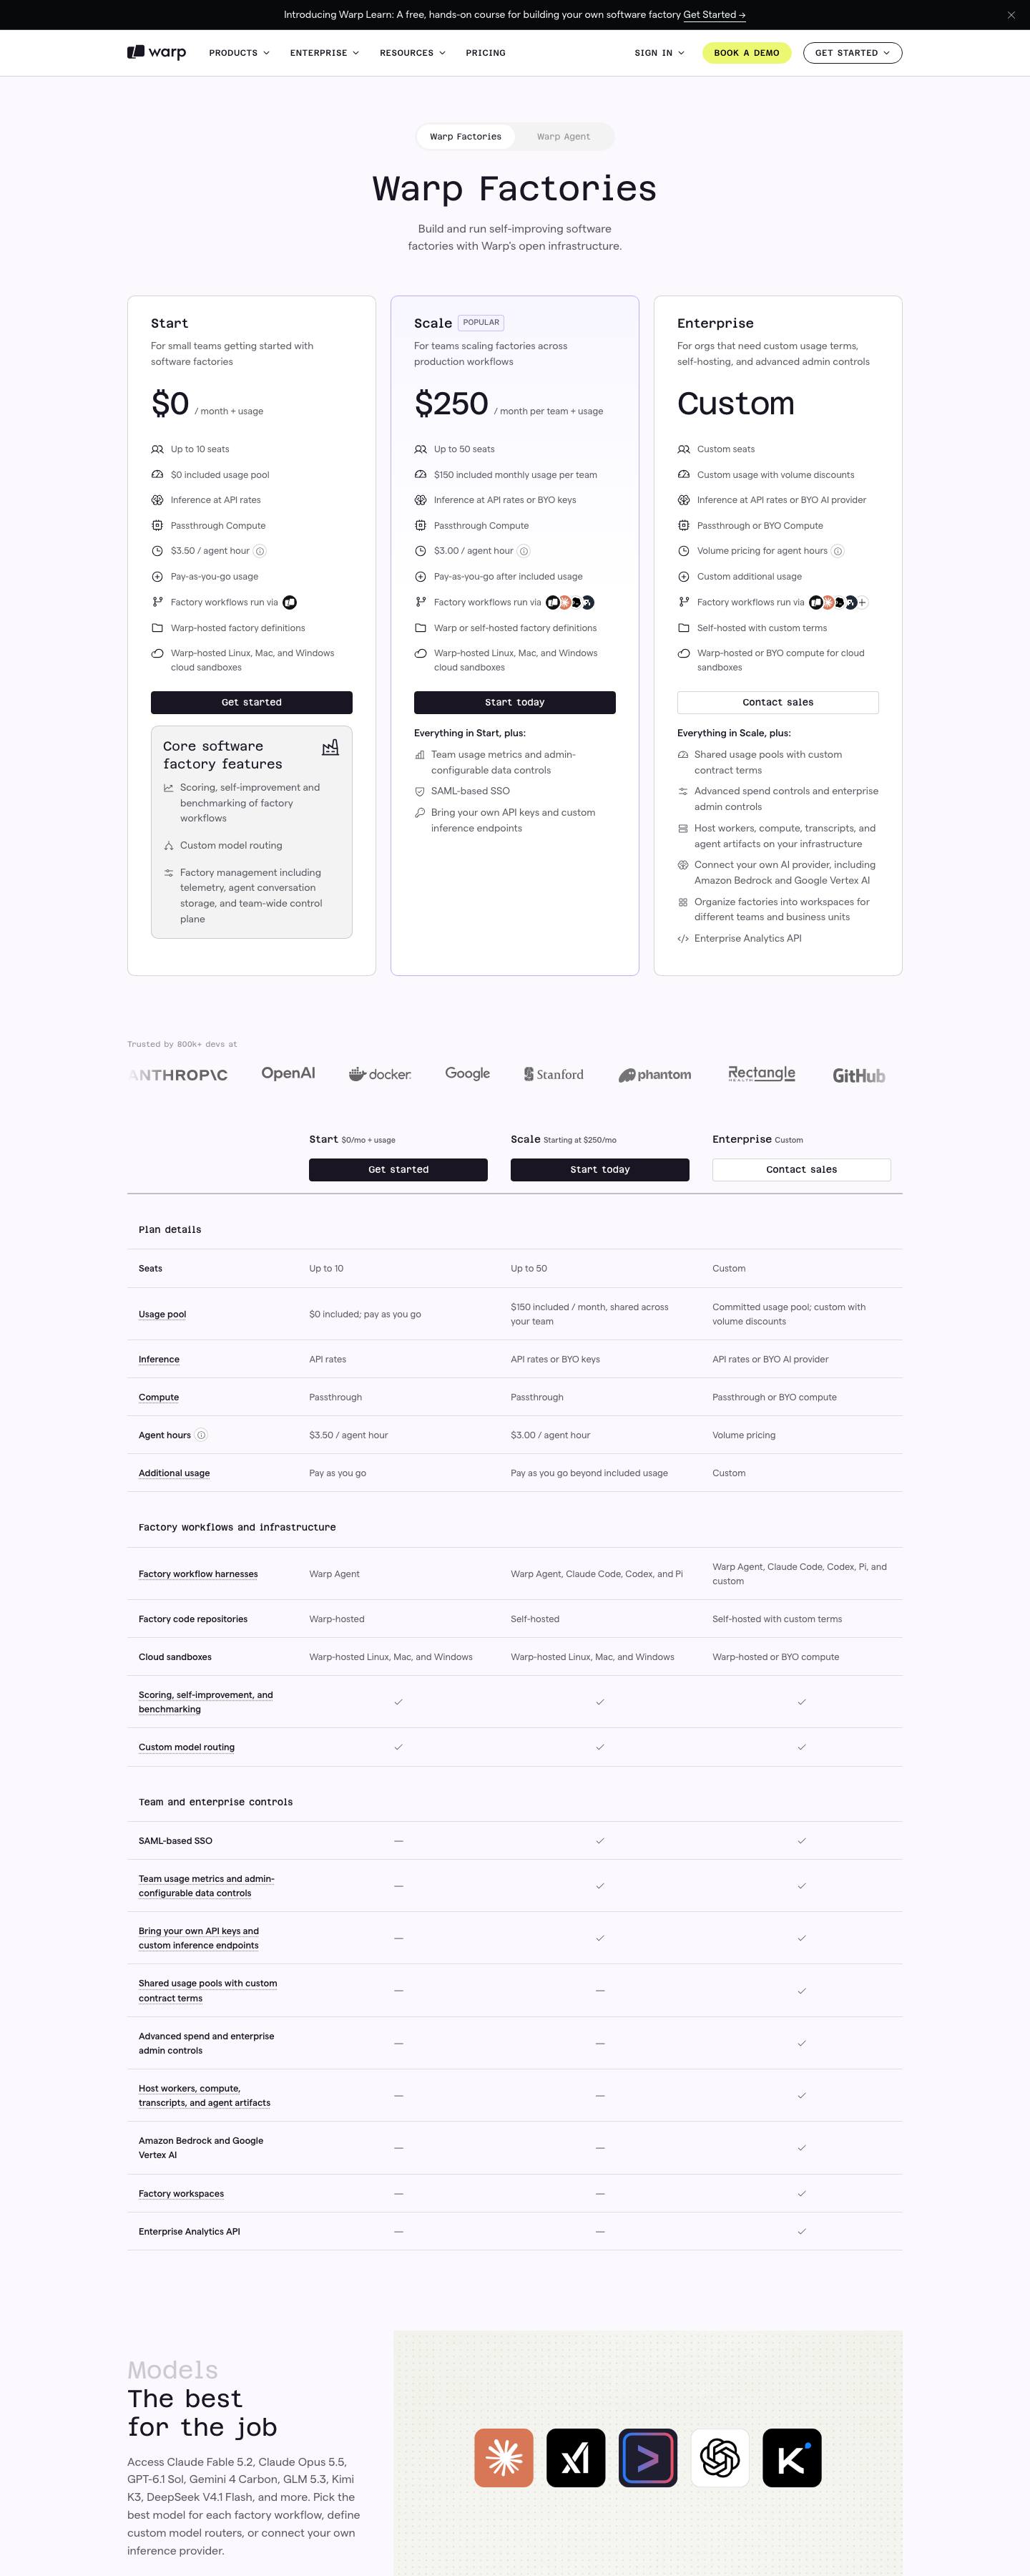 Introducing Warp Learn: A free, hands-on course for building your own software factory Get Started →
warp
PRODUCTS
ENTERPRISE
RESOURCES
PRICING
SIGN IN
BOOK A DEMO
GET STARTED
Warp Factories
Warp Agent
Warp Factories
Build and run self-improving software
factories with Warp's open infrastructure.
Start
For small teams getting started with
software factories
$0 / month + usage
Up to 10 seats
$0 included usage pool
Inference at API rates
Passthrough Compute
$3.50 / agent hour
Pay-as-you-go usage
Factory workflows run via
Warp-hosted factory definitions
Warp-hosted Linux, Mac, and Windows
cloud sandboxes
Get started
Core software
factory features
Scoring, self-improvement and
benchmarking of factory
workflows
Custom model routing
Factory management including
telemetry, agent conversation
storage, and team-wide control
plane
Scale POPULAR
For teams scaling factories across
production workflows
$250 / month per team + usage
Up to 50 seats
$150 included monthly usage per team
Inference at API rates or BYO keys
Passthrough Compute
$3.00 / agent hour
Pay-as-you-go after included usage
Factory workflows run via
Warp or self-hosted factory definitions
Warp-hosted Linux, Mac, and Windows
cloud sandboxes
Start today
Everything in Start, plus:
Team usage metrics and admin-
configurable data controls
SAML-based SSO
Bring your own API keys and custom
inference endpoints
Enterprise
For orgs that need custom usage terms,
self-hosting, and advanced admin controls
Custom
Custom seats
Custom usage with volume discounts
Inference at API rates or BYO AI provider
Passthrough or BYO Compute
Volume pricing for agent hours
Custom additional usage
Factory workflows run via
Self-hosted with custom terms
Warp-hosted or BYO compute for cloud
sandboxes
Contact sales
Everything in Scale, plus:
Shared usage pools with custom
contract terms
Advanced spend controls and enterprise
admin controls
Host workers, compute, transcripts, and
agent artifacts on your infrastructure
Connect your own AI provider, including
Amazon Bedrock and Google Vertex AI
Organize factories into workspaces for
different teams and business units
Enterprise Analytics API
Trusted by 800k+ devs at
ANTHROP\C
OpenAI
docker
Google
Stanford
phantom
Rectangle
HEALTH
GitHub
Start $0/mo + usage
Scale Starting at $250/mo
Enterprise Custom
Get started
Start today
Contact sales
Plan details
Seats
Up to 10
Up to 50
Custom
Usage pool
$0 included; pay as you go
$150 included / month, shared across
your team
Committed usage pool; custom with
volume discounts
Inference
API rates
API rates or BYO keys
API rates or BYO AI provider
Compute
Passthrough
Passthrough
Passthrough or BYO compute
Agent hours
$3.50 / agent hour
$3.00 / agent hour
Volume pricing
Additional usage
Pay as you go
Pay as you go beyond included usage
Custom
Factory workflows and infrastructure
Factory workflow harnesses
Warp Agent
Warp Agent, Claude Code, Codex, and Pi
Warp Agent, Claude Code, Codex, Pi, and
custom
Factory code repositories
Warp-hosted
Self-hosted
Self-hosted with custom terms
Cloud sandboxes
Warp-hosted Linux, Mac, and Windows
Warp-hosted Linux, Mac, and Windows
Warp-hosted or BYO compute
Scoring, self-improvement, and
benchmarking
Custom model routing
Team and enterprise controls
SAML-based SSO
Team usage metrics and admin-
configurable data controls
Bring your own API keys and
custom inference endpoints
Shared usage pools with custom
contract terms
Advanced spend and enterprise
admin controls
Host workers, compute,
transcripts, and agent artifacts
Amazon Bedrock and Google
Vertex AI
Factory workspaces
Enterprise Analytics API
Models
The best
for the job
Access Claude Fable 5.2, Claude Opus 5.5,
GPT-6.1 Sol, Gemini 4 Carbon, GLM 5.3, Kimi
K3, DeepSeek V4.1 Flash, and more. Pick the
best model for each factory workflow, define
custom model routers, or connect your own
inference provider.